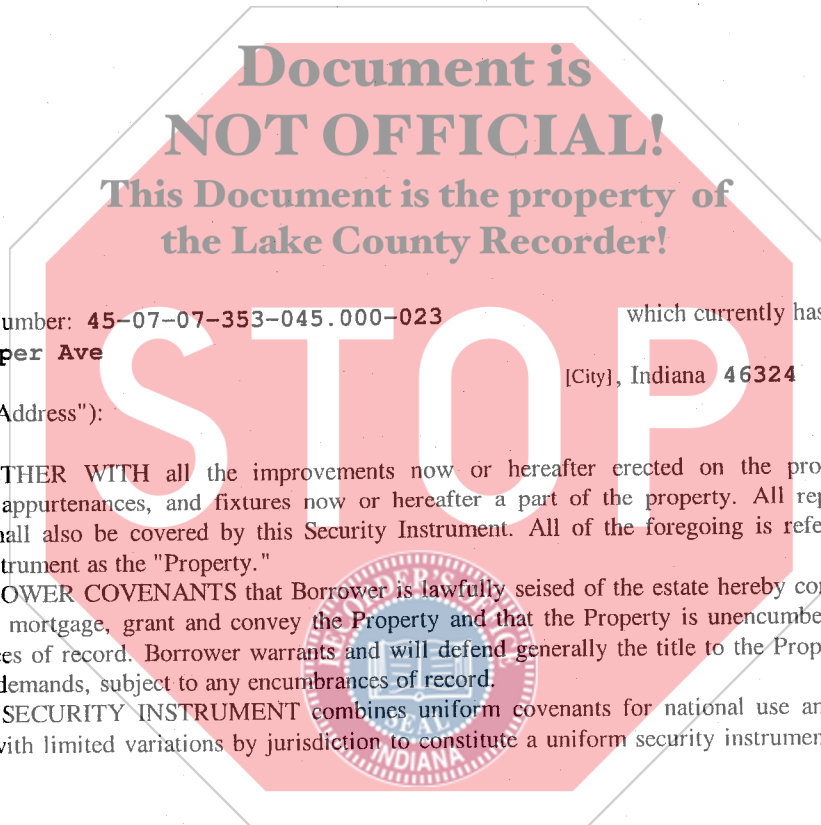 Document is
NOT OFFICIAL!
This Document is the property of
the Lake County Recorder!
umber: 45-07-07-353-045.000-023 which currently has
per Ave
[City], Indiana 46324
Address"):
STOP
THER WITH all the improvements now or hereafter erected on the pro
appurtenances, and fixtures now or hereafter a part of the property. All rep
hall also be covered by this Security Instrument. All of the foregoing is refe
trument as the "Property."
OWER COVENANTS that Borrower is lawfully seised of the estate hereby con
mortgage, grant and convey the Property and that the Property is unencumbe
ces of record. Borrower warrants and will defend generally the title to the Prop
demands, subject to any encumbrances of record.
SECURITY INSTRUMENT combines uniform covenants for national use an
with limited variations by jurisdiction to constitute a uniform security instrumen
RECORDER'S OFFICE
SEAL
INDIANA